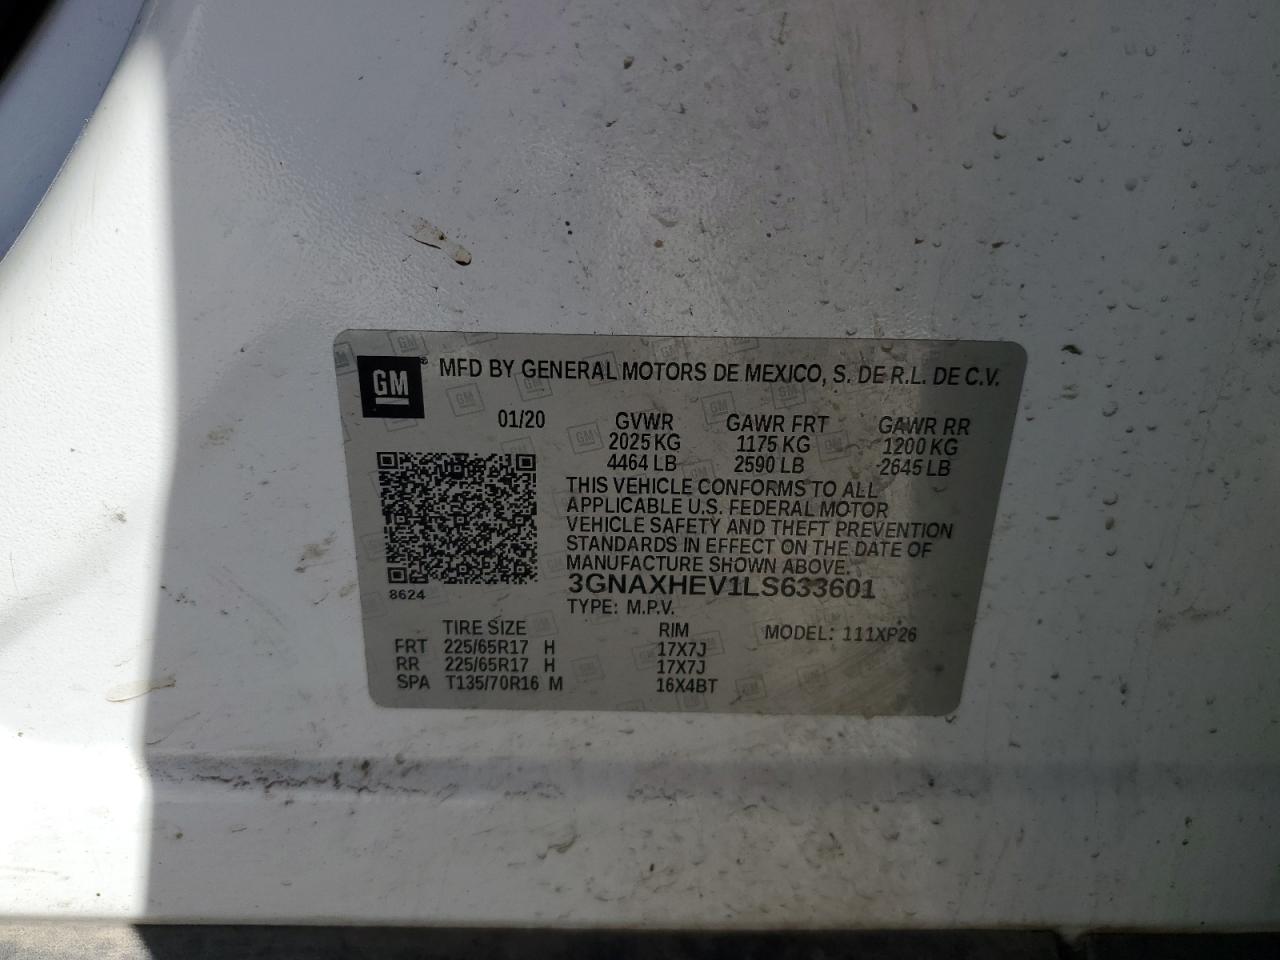 GM MFD BY GENERAL MOTORS DE MEXICO, S. DE R.L. DE C.V.
01/20 GVWR GAWR FRT GAWR RR
2025 KG 1175 KG 1200 KG
4464 LB 2590 LB 2645 LB
THIS VEHICLE CONFORMS TO ALL
APPLICABLE U.S. FEDERAL MOTOR
VEHICLE SAFETY AND THEFT PREVENTION
STANDARDS IN EFFECT ON THE DATE OF
MANUFACTURE SHOWN ABOVE.
3GNAXHEV1LS633601
8624
TYPE: M.P.V.
TIRE SIZE RIM MODEL: 111XP26
FRT 225/65R17 H 17X7J
RR 225/65R17 H 17X7J
SPA T135/70R16 M 16X4BT